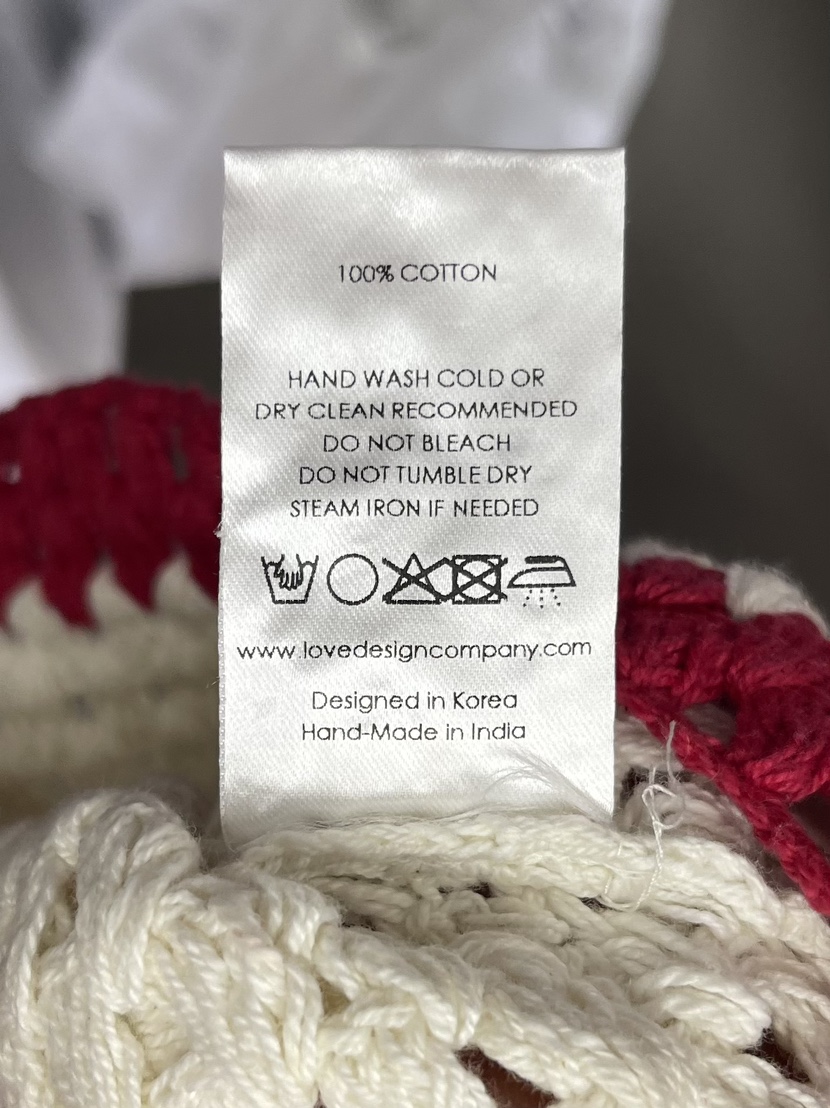 100% COTTON
HAND WASH COLD OR
DRY CLEAN RECOMMENDED
DO NOT BLEACH
DO NOT TUMBLE DRY
STEAM IRON IF NEEDED
www.lovedesigncompany.com
Designed in Korea
Hand-Made in India